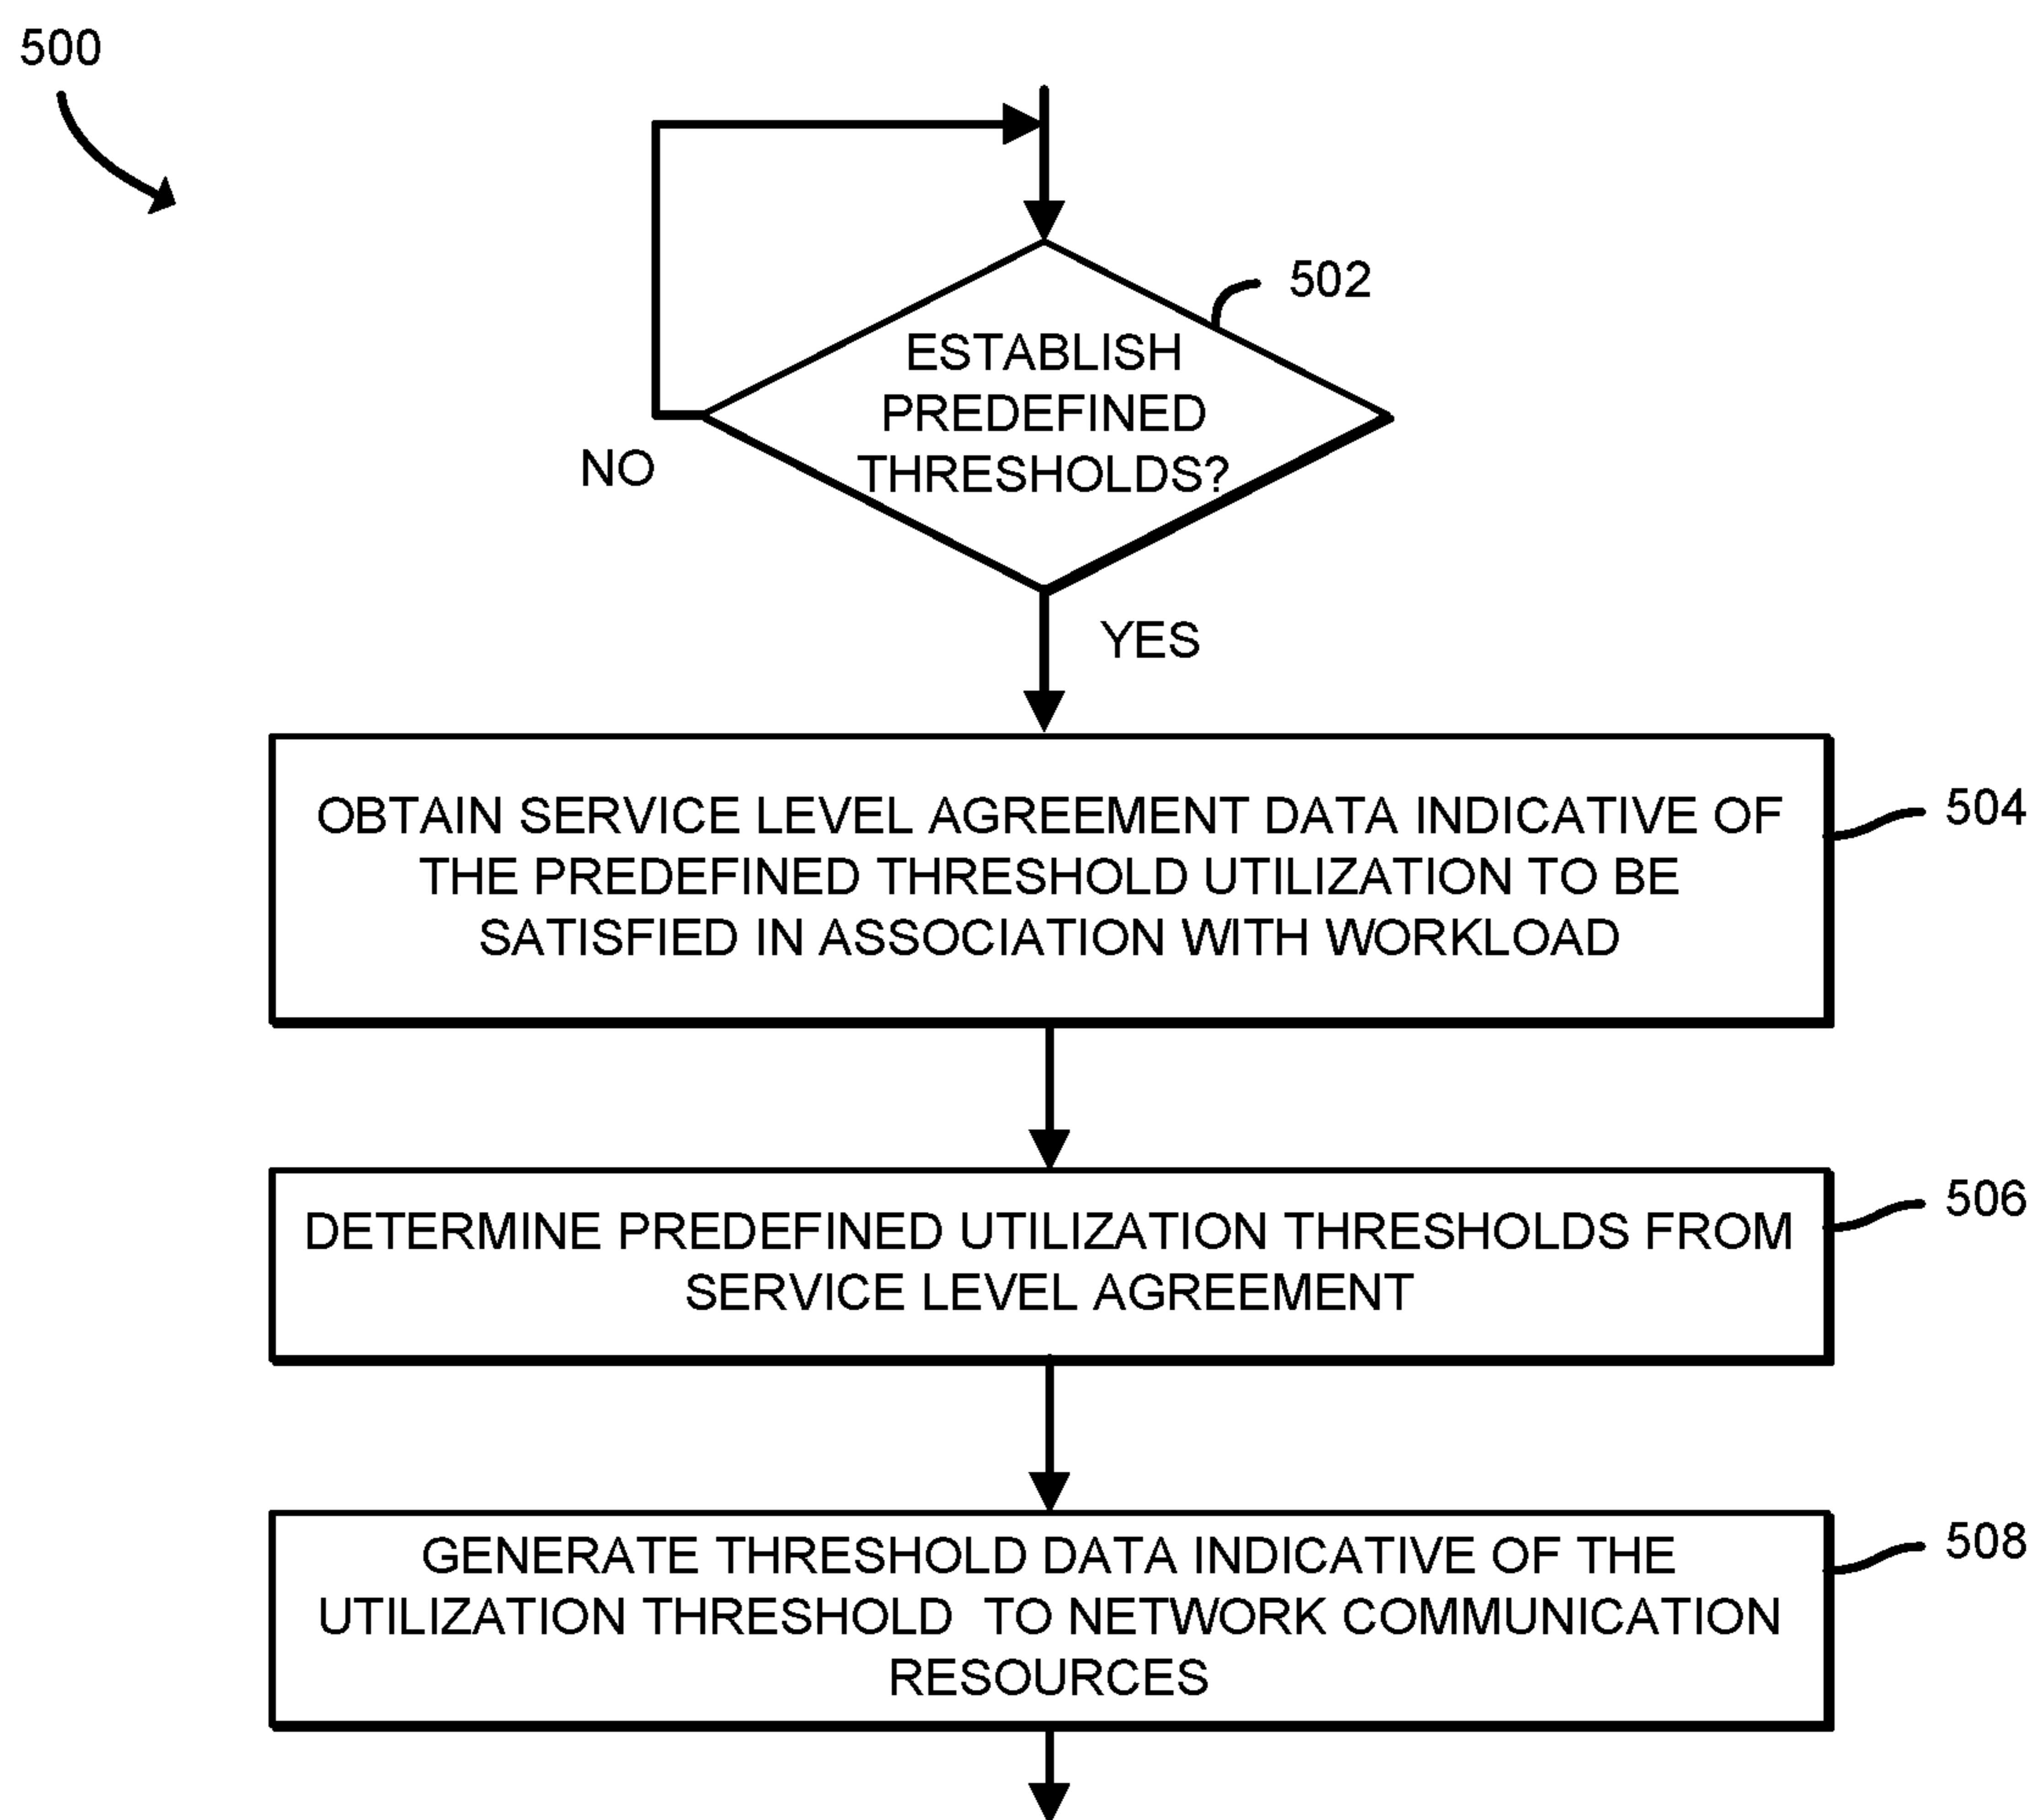 500
502
ESTABLISH
PREDEFINED
THRESHOLDS?
NO
YES
OBTAIN SERVICE LEVEL AGREEMENT DATA INDICATIVE OF
THE PREDEFINED THRESHOLD UTILIZATION TO BE
SATISFIED IN ASSOCIATION WITH WORKLOAD
504
DETERMINE PREDEFINED UTILIZATION THRESHOLDS FROM
SERVICE LEVEL AGREEMENT
506
GENERATE THRESHOLD DATA INDICATIVE OF THE
UTILIZATION THRESHOLD  TO NETWORK COMMUNICATION
RESOURCES
508